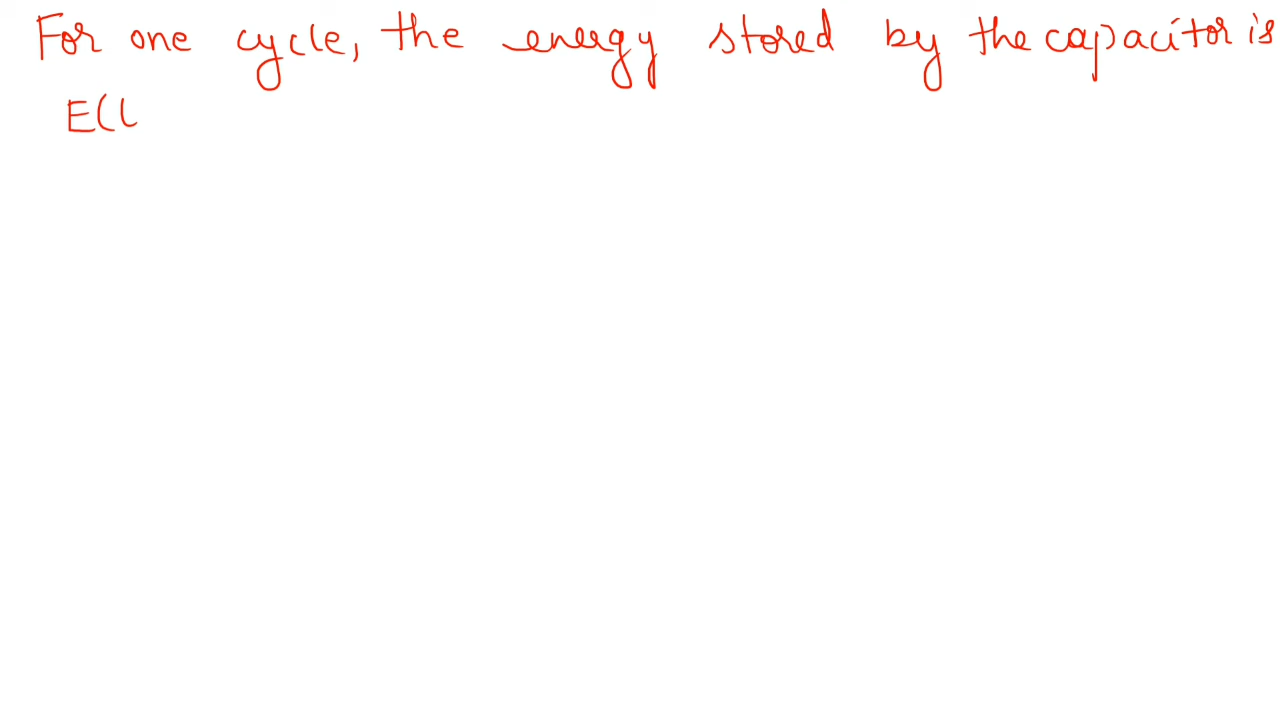 For one cycle, the energy stored by the capacitor is
E(